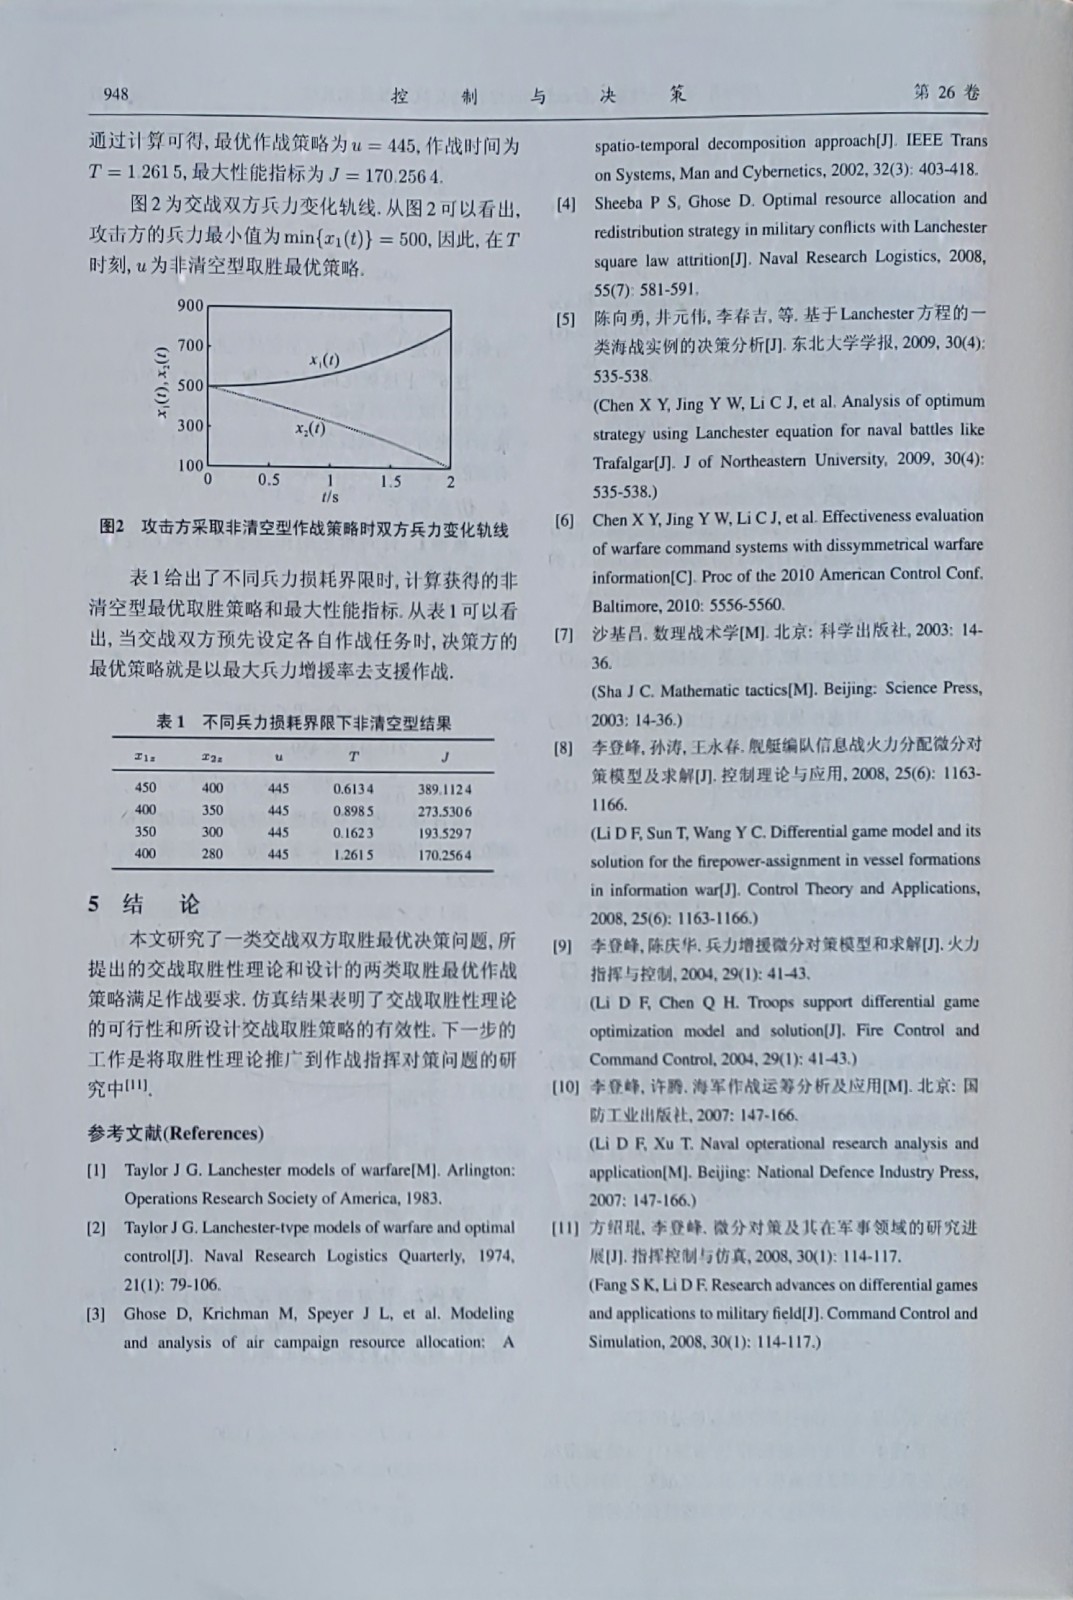 948
控 制 与 决 策
第 26 卷
通过计算可得, 最优作战策略为 u = 445, 作战时间为
T = 1.261 5, 最大性能指标为 J = 170.256 4.
图 2 为交战双方兵力变化轨线. 从图 2 可以看出,
攻击方的兵力最小值为 min{x₁(t)} = 500, 因此, 在 T
时刻, u 为非清空型取胜最优策略.
900
700
500
300
100
x₁(t), x₂(t)
x₁(t)
x₂(t)
0 0.5 1 1.5 2
t/s
图2 攻击方采取非清空型作战策略时双方兵力变化轨线
表 1 给出了不同兵力损耗界限时, 计算获得的非
清空型最优取胜策略和最大性能指标. 从表 1 可以看
出, 当交战双方预先设定各自作战任务时, 决策方的
最优策略就是以最大兵力增援率去支援作战.
表 1 不同兵力损耗界限下非清空型结果
x₁ₛ x₂ₛ u T J
450 400 445 0.613 4 389.112 4
400 350 445 0.898 5 273.530 6
350 300 445 0.162 3 193.529 7
400 280 445 1.261 5 170.256 4
5 结 论
本文研究了一类交战双方取胜最优决策问题, 所
提出的交战取胜性理论和设计的两类取胜最优作战
策略满足作战要求. 仿真结果表明了交战取胜性理论
的可行性和所设计交战取胜策略的有效性. 下一步的
工作是将取胜性理论推广到作战指挥对策问题的研
究中[11].
参考文献(References)
[1] Taylor J G. Lanchester models of warfare[M]. Arlington:
Operations Research Society of America, 1983.
[2] Taylor J G. Lanchester-tvpe models of warfare and optimal
control[J]. Naval Research Logistics Quarterly, 1974,
21(1): 79-106.
[3] Ghose D, Krichman M, Speyer J L, et al. Modeling
and analysis of air campaign resource allocation: A
spatio-temporal decomposition approach[J]. IEEE Trans
on Systems, Man and Cybernetics, 2002, 32(3): 403-418.
[4] Sheeba P S, Ghose D. Optimal resource allocation and
redistribution strategy in military conflicts with Lanchester
square law attrition[J]. Naval Research Logistics, 2008,
55(7): 581-591.
[5] 陈向勇, 井元伟, 李春吉, 等. 基于 Lanchester 方程的一
类海战实例的决策分析[J]. 东北大学学报, 2009, 30(4):
535-538.
(Chen X Y, Jing Y W, Li C J, et al. Analysis of optimum
strategy using Lanchester equation for naval battles like
Trafalgar[J]. J of Northeastern University, 2009, 30(4):
535-538.)
[6] Chen X Y, Jing Y W, Li C J, et al. Effectiveness evaluation
of warfare command systems with dissymmetrical warfare
information[C]. Proc of the 2010 American Control Conf.
Baltimore, 2010: 5556-5560.
[7] 沙基昌. 数理战术学[M]. 北京: 科学出版社, 2003: 14-
36.
(Sha J C. Mathematic tactics[M]. Beijing: Science Press,
2003: 14-36.)
[8] 李登峰, 孙涛, 王永春. 舰艇编队信息战火力分配微分对
策模型及求解[J]. 控制理论与应用, 2008, 25(6): 1163-
1166.
(Li D F, Sun T, Wang Y C. Differential game model and its
solution for the firepower-assignment in vessel formations
in information war[J]. Control Theory and Applications,
2008, 25(6): 1163-1166.)
[9] 李登峰, 陈庆华. 兵力增援微分对策模型和求解[J]. 火力
指挥与控制, 2004, 29(1): 41-43.
(Li D F, Chen Q H. Troops support differential game
optimization model and solution[J]. Fire Control and
Command Control, 2004, 29(1): 41-43.)
[10] 李登峰, 许腾. 海军作战运筹分析及应用[M]. 北京: 国
防工业出版社, 2007: 147-166.
(Li D F, Xu T. Naval opterational research analysis and
application[M]. Beijing: National Defence Industry Press,
2007: 147-166.)
[11] 方绍琨, 李登峰. 微分对策及其在军事领域的研究进
展[J]. 指挥控制与仿真, 2008, 30(1): 114-117.
(Fang S K, Li D F. Research advances on differential games
and applications to military field[J]. Command Control and
Simulation, 2008, 30(1): 114-117.)